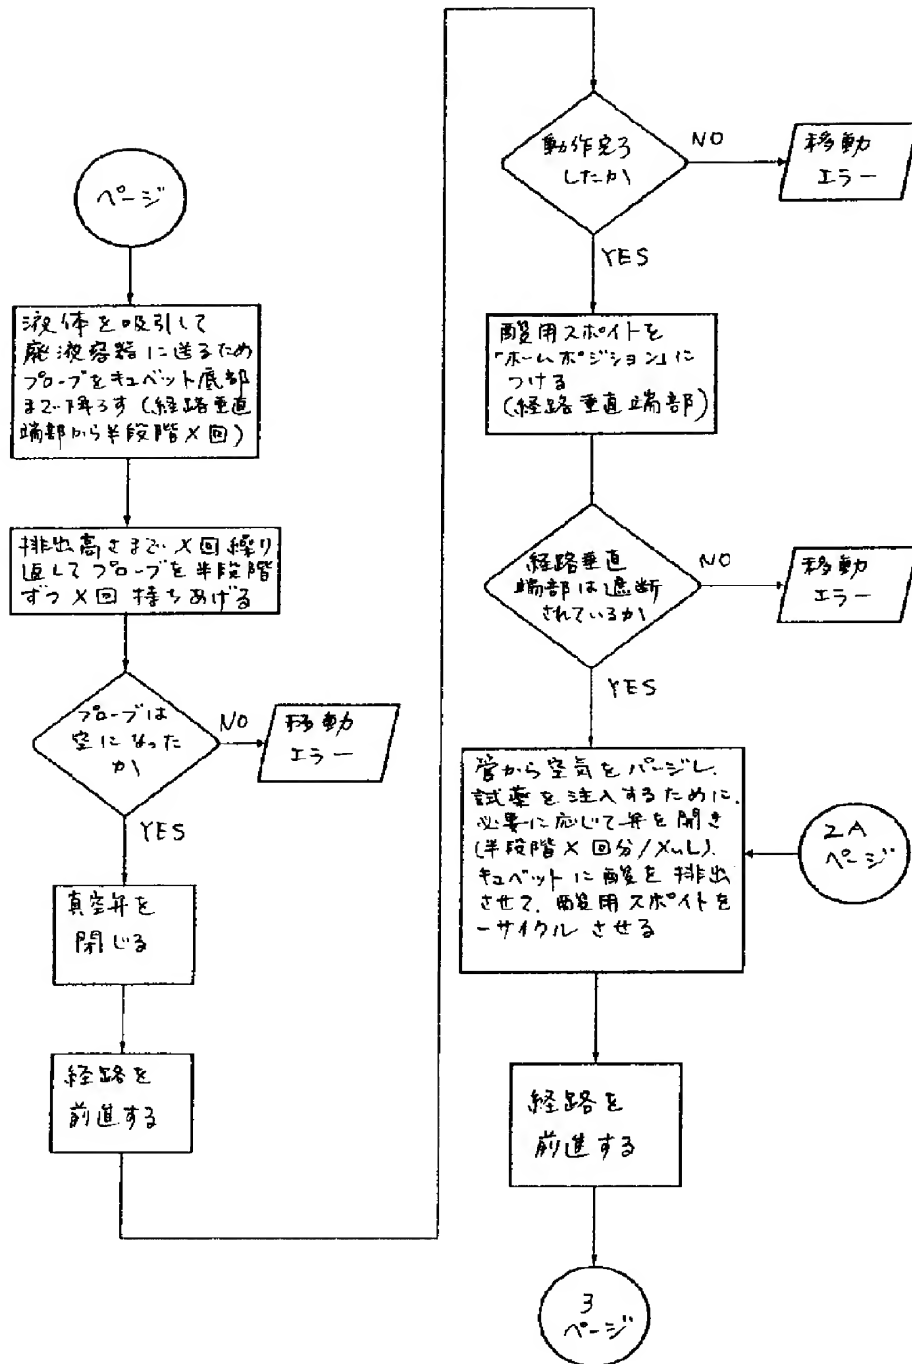 ページ
液体を吸引して
廃液容器に送るため
プローブをキュベット底部
まで降ろす(経路垂直
端部から半段階X回)
排出高さまでX回繰り
返してプローブを半段階
ずつX回持ちあげる
プローブは
空になった
か
NO
移動
エラー
YES
真空弁を
閉じる
経路を
前進する
動作完了
したか
NO
移動
エラー
YES
酸用スポイトを
「ホームポジション」に
つける
(経路垂直端部)
経路垂直
端部は遮断
されているか
NO
移動
エラー
YES
管から空気をパージし、
試薬を注入するために、
必要に応じて弁を開き
(半段階X回分/XuL)、
キュベットに酸を排出
させて、酸用スポイトを
一サイクルさせる
2A
ページ
経路を
前進する
3
ページ